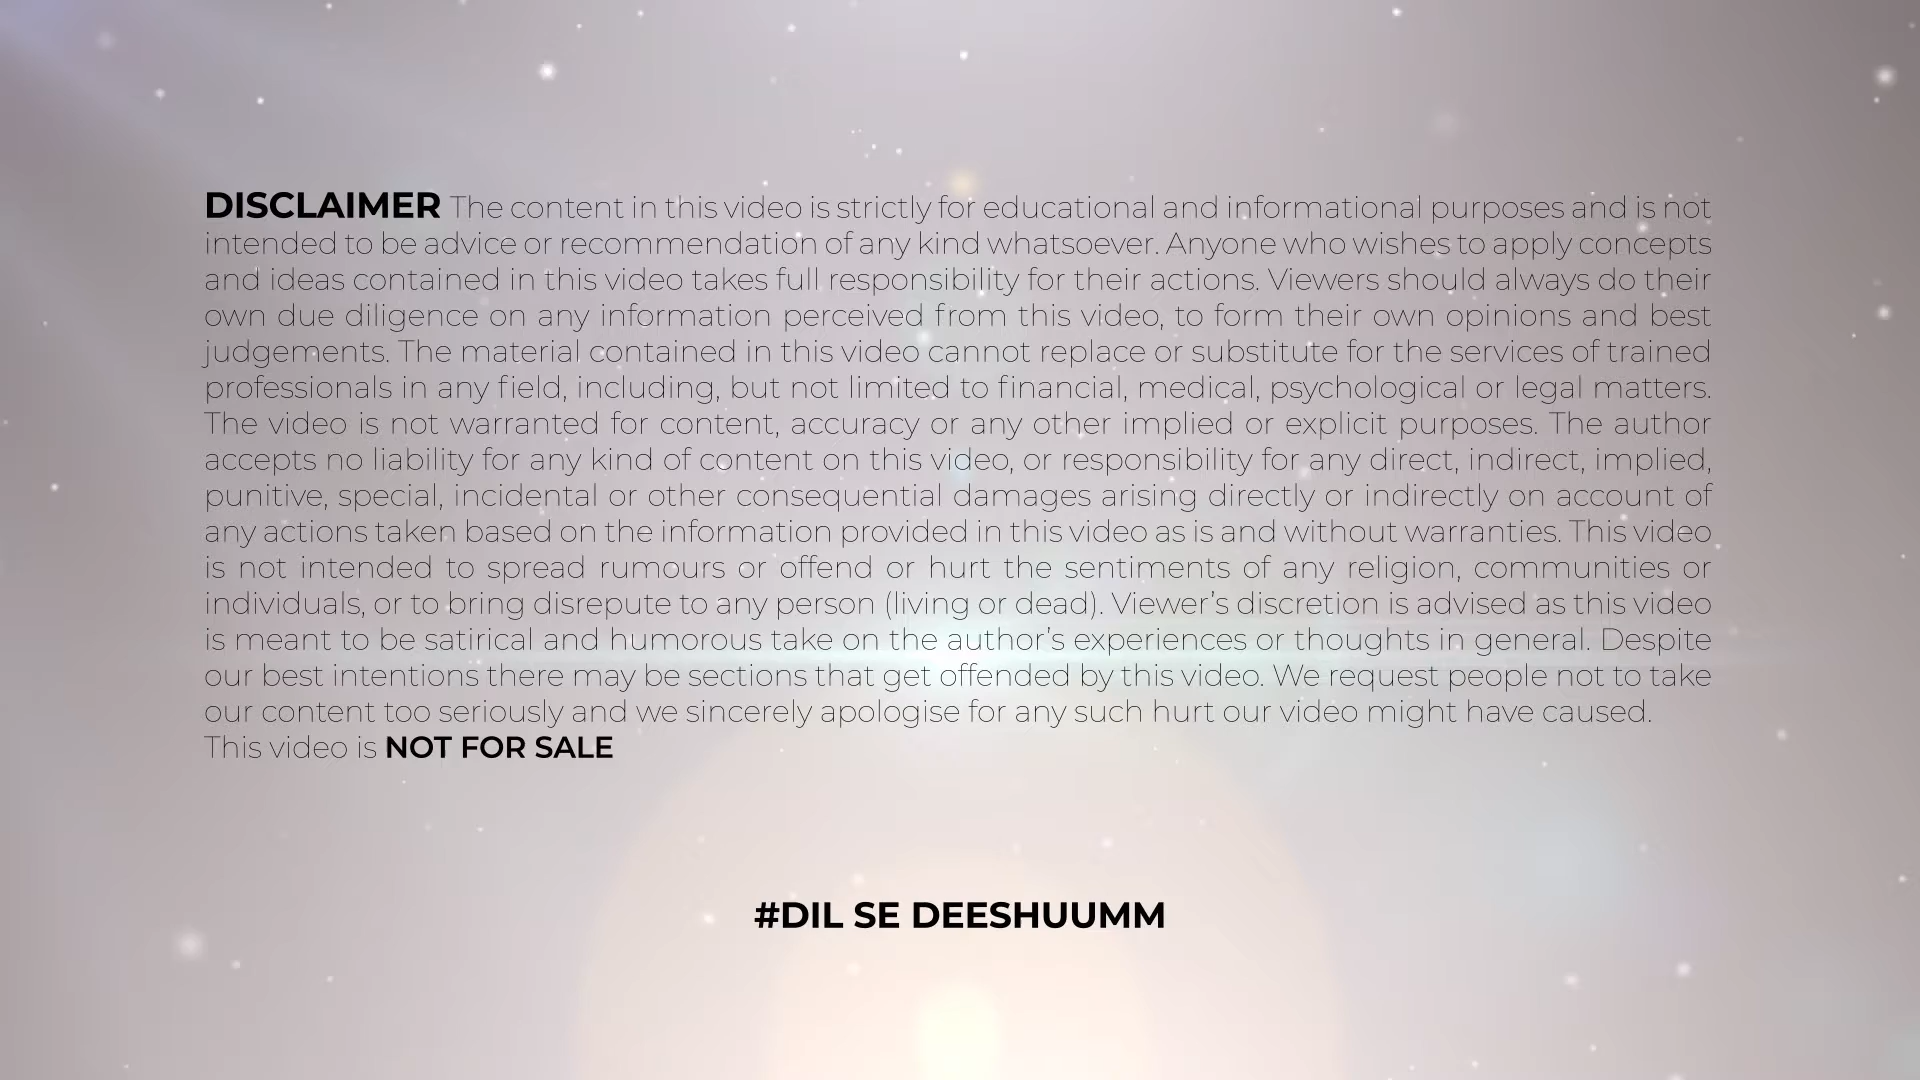 DISCLAIMER The content in this video is strictly for educational and informational purposes and is not
intended to be advice or recommendation of any kind whatsoever. Anyone who wishes to apply concepts
and ideas contained in this video takes full responsibility for their actions. Viewers should always do their
own due diligence on any information perceived from this video, to form their own opinions and best
judgements. The material contained in this video cannot replace or substitute for the services of trained
professionals in any field, including, but not limited to financial, medical, psychological or legal matters.
The video is not warranted for content, accuracy or any other implied or explicit purposes. The author
accepts no liability for any kind of content on this video, or responsibility for any direct, indirect, implied,
punitive, special, incidental or other consequential damages arising directly or indirectly on account of
any actions taken based on the information provided in this video as is and without warranties. This video
is not intended to spread rumours or offend or hurt the sentiments of any religion, communities or
individuals, or to bring disrepute to any person (living or dead). Viewer’s discretion is advised as this video
is meant to be satirical and humorous take on the author’s experiences or thoughts in general. Despite
our best intentions there may be sections that get offended by this video. We request people not to take
our content too seriously and we sincerely apologise for any such hurt our video might have caused.
This video is NOT FOR SALE
#DIL SE DEESHUUMM